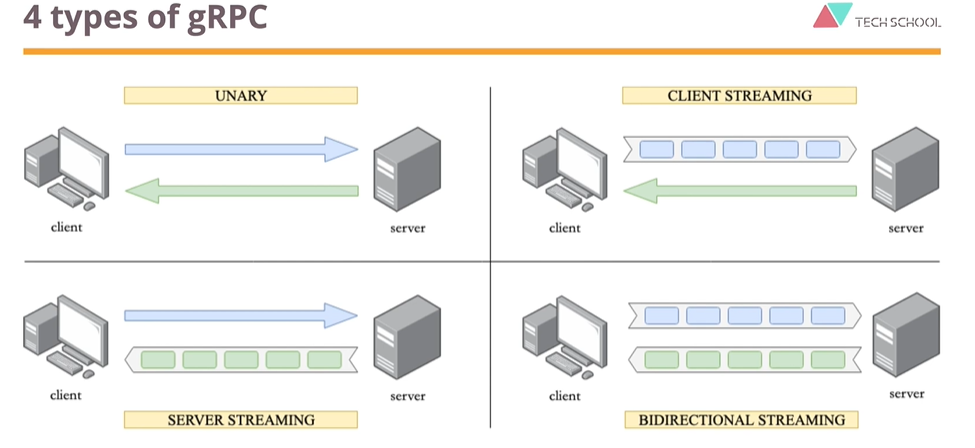 4 types of gRPC
TECH SCHOOL
UNARY
client
server
CLIENT STREAMING
client
server
client
server
SERVER STREAMING
client
server
BIDIRECTIONAL STREAMING